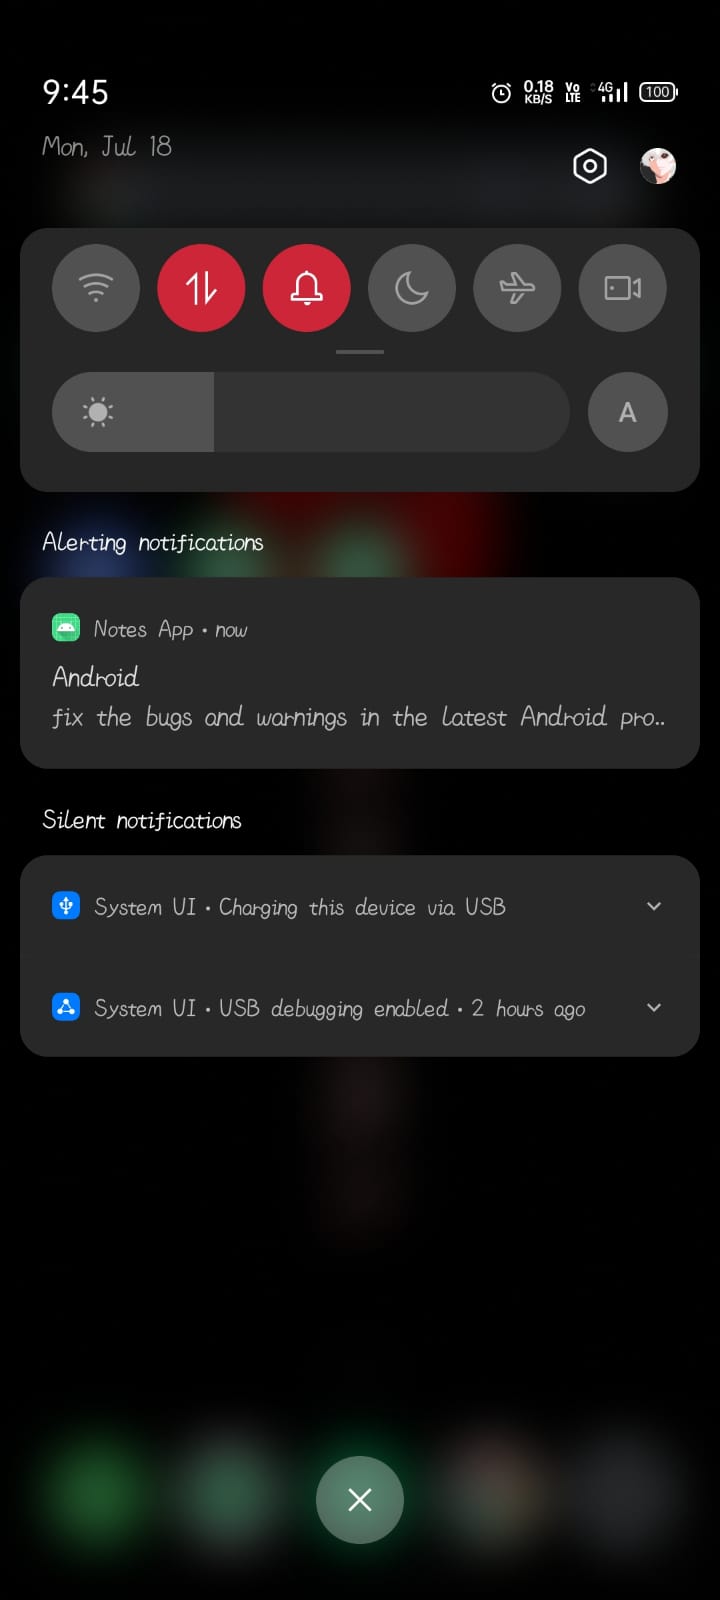 9:45
0.18 KB/S
Vo LTE
4G
100
Mon, Jul 18
A
Alerting notifications
Notes App • now
Android
fix the bugs and warnings in the latest Android pro..
Silent notifications
System UI • Charging this device via USB
System UI • USB debugging enabled • 2 hours ago